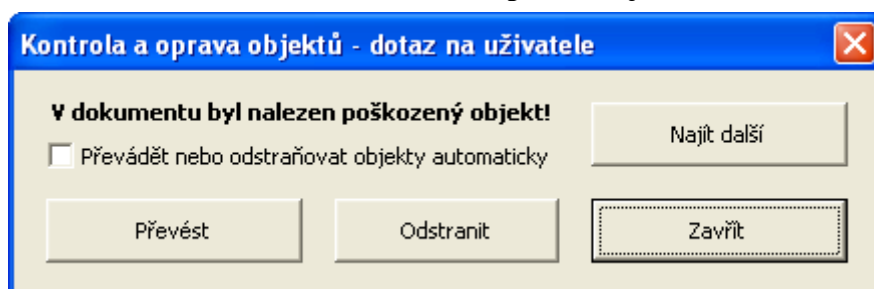 Kontrola a oprava objektů - dotaz na uživatele
V dokumentu byl nalezen poškozený objekt!
Převádět nebo odstraňovat objekty automaticky
Najít další
Převést
Odstranit
Zavřít